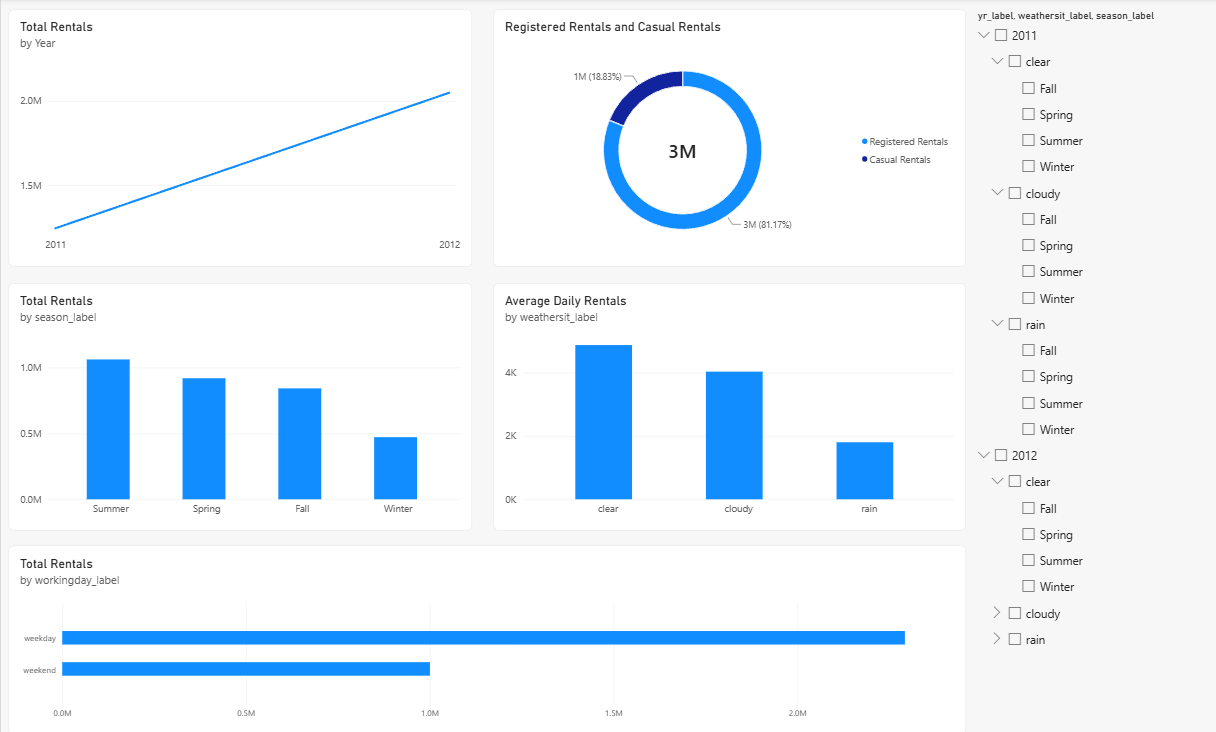 Total Rentals
by Year
2.0M
1.5M
2011
2012
Registered Rentals and Casual Rentals
1M (18.83%)
3M
3M (81.17%)
Registered Rentals
Casual Rentals
Total Rentals
by season_label
1.0M
0.5M
0.0M
Summer
Spring
Fall
Winter
Average Daily Rentals
by weathersit_label
4K
2K
0K
clear
cloudy
rain
Total Rentals
by workingday_label
weekday
weekend
0.0M
0.5M
1.0M
1.5M
2.0M
yr_label, weathersit_label, season_label
2011
clear
Fall
Spring
Summer
Winter
cloudy
Fall
Spring
Summer
Winter
rain
Fall
Spring
Summer
Winter
2012
clear
Fall
Spring
Summer
Winter
cloudy
rain